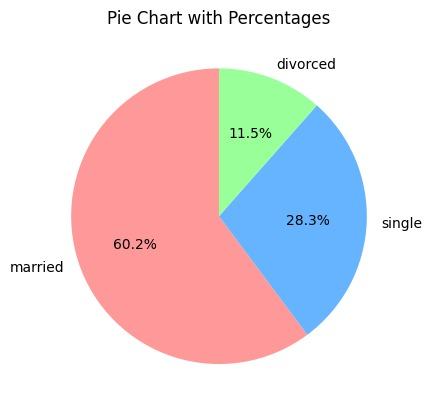 Pie Chart with Percentages
divorced
11.5%
28.3%
single
60.2%
married